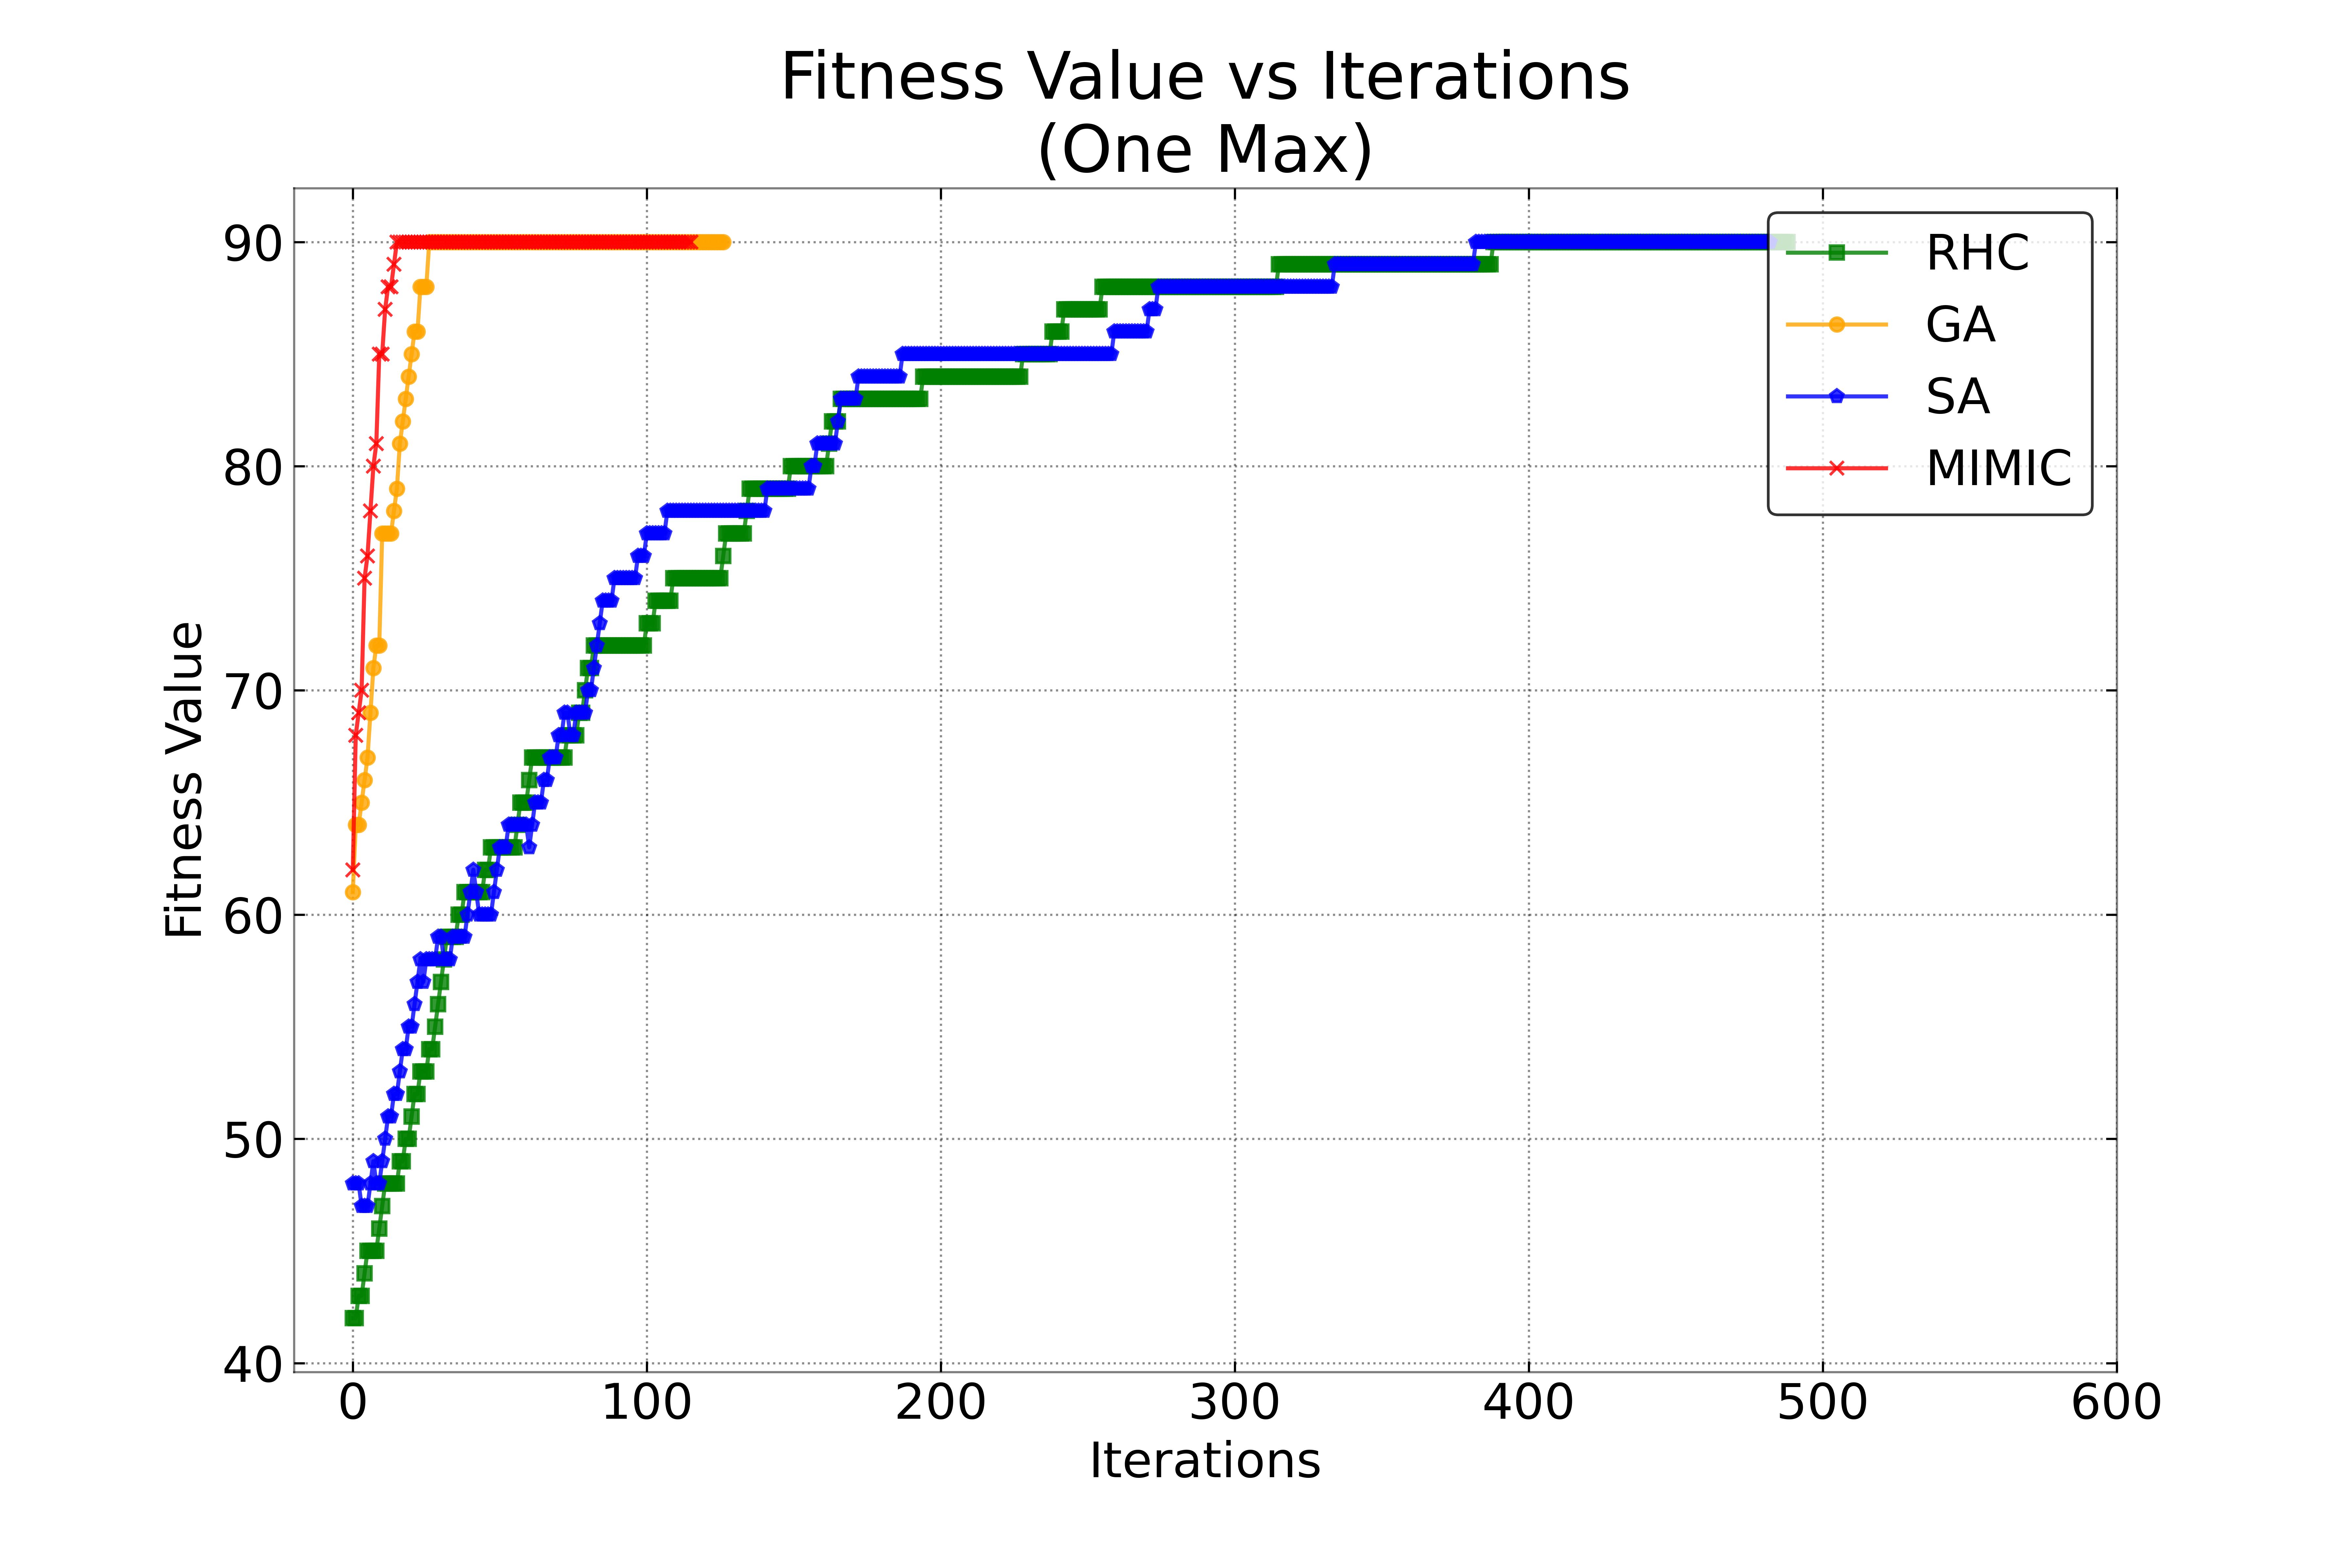 Fitness Value vs Iterations
(One Max)
Fitness Value
90
80
70
60
50
40
RHC
GA
SA
MIMIC
0 100 200 300 400 500 600
Iterations